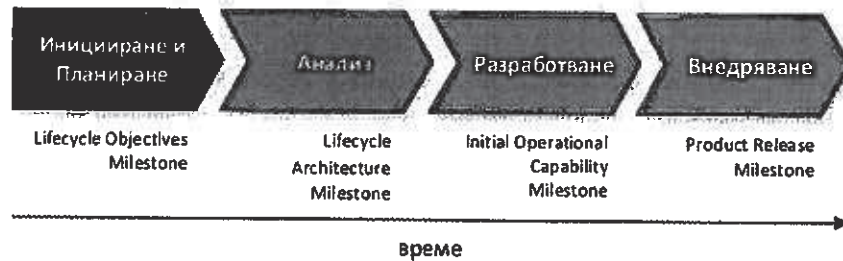 Иницииране и
Планиране
Анализ
Разработване
Внедряване
Lifecycle Objectives
Milestone
Lifecycle
Architecture
Milestone
Initial Operational
Capability
Milestone
Product Release
Milestone
време